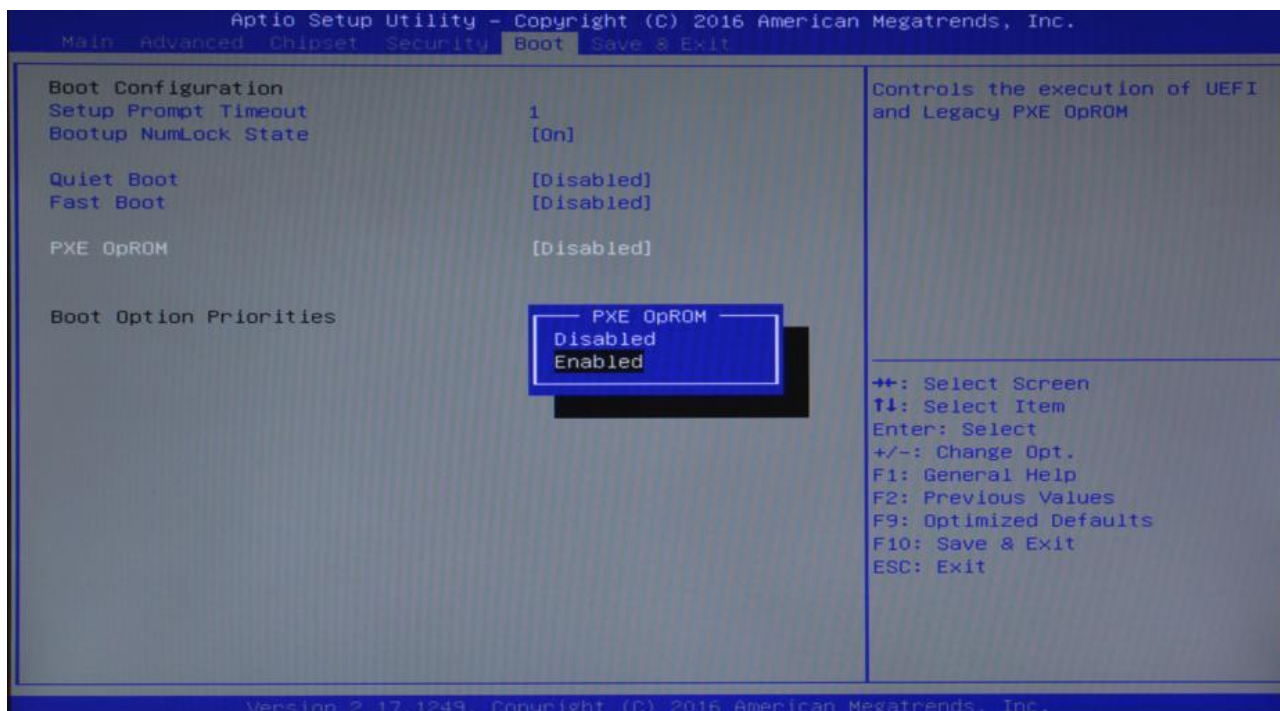 Aptio Setup Utility – Copyright (C) 2016 American Megatrends, Inc.
Main Advanced Chipset Security Boot Save & Exit
Boot Configuration
Setup Prompt Timeout 1
Bootup NumLock State [On]
Quiet Boot [Disabled]
Fast Boot [Disabled]
PXE OpROM [Disabled]
Boot Option Priorities
PXE OpROM
Disabled
Enabled
Controls the execution of UEFI
and Legacy PXE OpROM
→←: Select Screen
↑↓: Select Item
Enter: Select
+/-: Change Opt.
F1: General Help
F2: Previous Values
F9: Optimized Defaults
F10: Save & Exit
ESC: Exit
Version 2.17.1249. Copyright (C) 2016 American Megatrends, Inc.